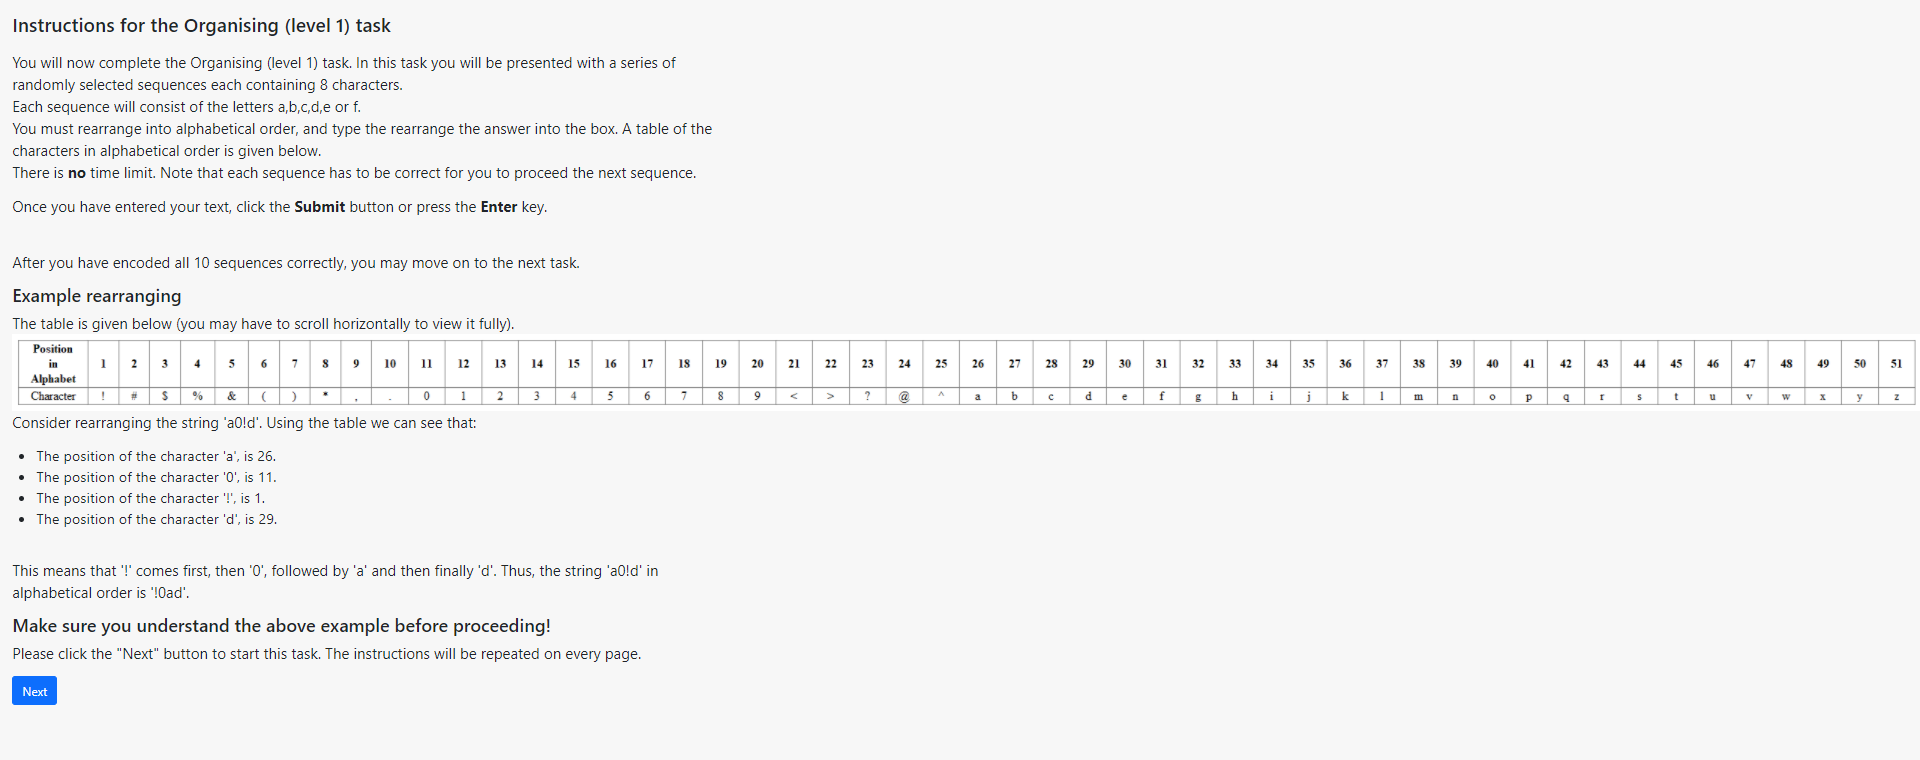 Instructions for the Organising (level 1) task
You will now complete the Organising (level 1) task. In this task you will be presented with a series of
randomly selected sequences each containing 8 characters.
Each sequence will consist of the letters a,b,c,d,e or f.
You must rearrange into alphabetical order, and type the rearrange the answer into the box. A table of the
characters in alphabetical order is given below.
There is no time limit. Note that each sequence has to be correct for you to proceed the next sequence.
Once you have entered your text, click the Submit button or press the Enter key.
After you have encoded all 10 sequences correctly, you may move on to the next task.
Example rearranging
The table is given below (you may have to scroll horizontally to view it fully).
Position in Alphabet 1 2 3 4 5 6 7 8 9 10 11 12 13 14 15 16 17 18 19 20 21 22 23 24 25 26 27 28 29 30 31 32 33 34 35 36 37 38 39 40 41 42 43 44 45 46 47 48 49 50 51
Character ! # $ % & ( ) * , . 0 1 2 3 4 5 6 7 8 9 < > ? @ ^ a b c d e f g h i j k l m n o p q r s t u v w x y z
Consider rearranging the string 'a0!d'. Using the table we can see that:
• The position of the character 'a', is 26.
• The position of the character '0', is 11.
• The position of the character '!', is 1.
• The position of the character 'd', is 29.
This means that '!' comes first, then '0', followed by 'a' and then finally 'd'. Thus, the string 'a0!d' in
alphabetical order is '!0ad'.
Make sure you understand the above example before proceeding!
Please click the "Next" button to start this task. The instructions will be repeated on every page.
Next